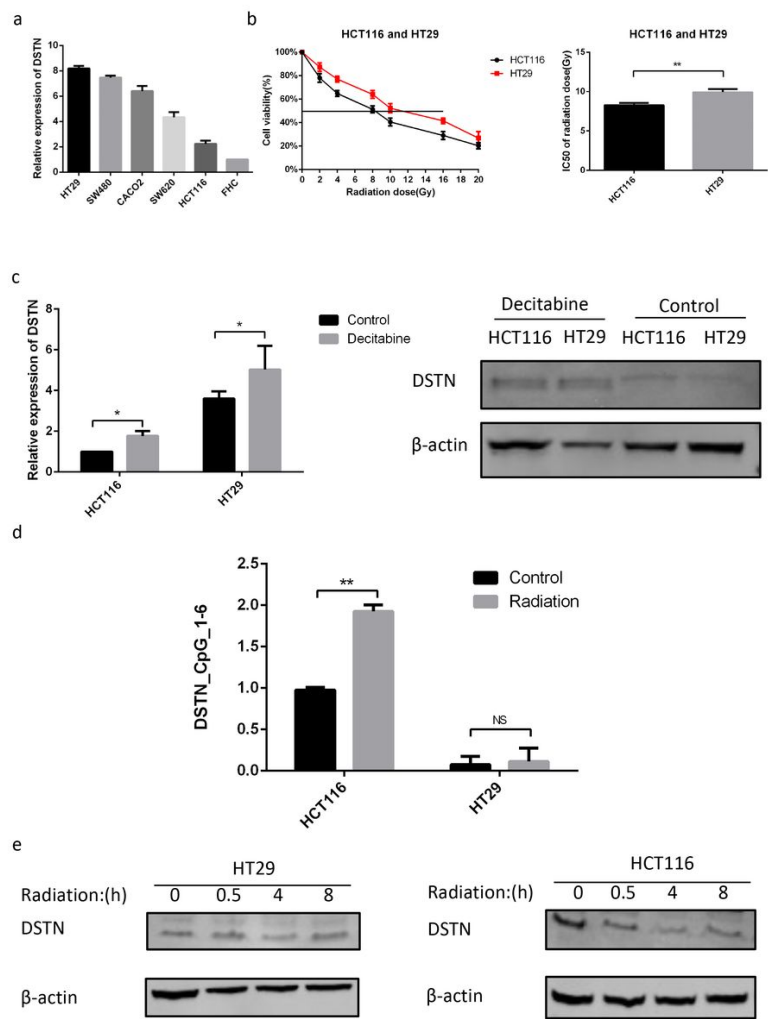 a
Relative expression of DSTN
10
8
6
4
2
0
HT29
SW480
CACO2
SW620
HCT116
FHC
b
HCT116 and HT29
Cell viability(%)
100%
80%
60%
40%
20%
0%
0 2 4 6 8 10 12 14 16 18 20
Radiation dose(Gy)
HCT116
HT29
HCT116 and HT29
IC50 of radiation dose(Gy)
15
10
5
0
**
HCT116
HT29
c
Relative expression of DSTN
8
6
4
2
0
*
*
HCT116
HT29
Control
Decitabine
Decitabine Control
HCT116 HT29 HCT116 HT29
DSTN
β-actin
d
DSTN_CpG_1-6
2.5
2.0
1.5
1.0
0.5
0.0
**
NS
HCT116
HT29
Control
Radiation
e
HT29
Radiation:(h) 0 0.5 4 8
DSTN
β-actin
HCT116
Radiation:(h) 0 0.5 4 8
DSTN
β-actin